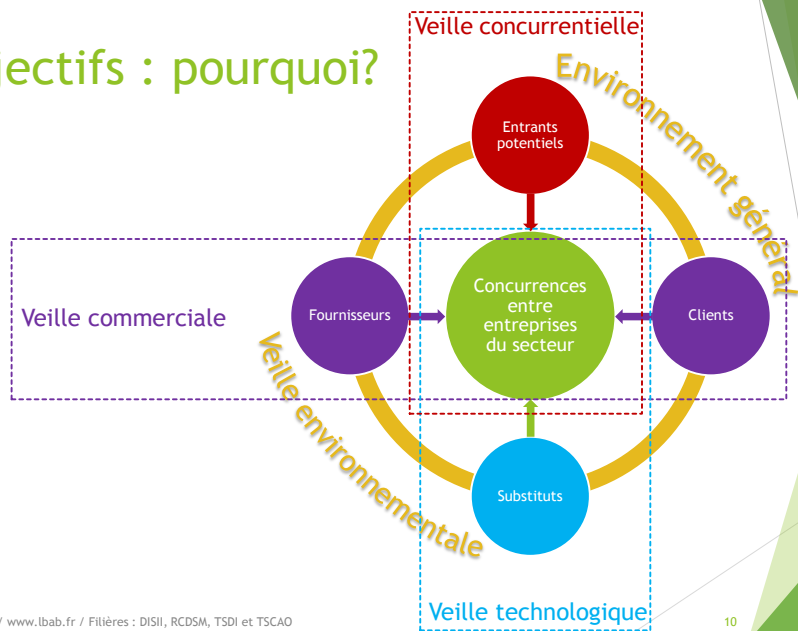 Veille concurrentielle
jectifs : pourquoi?
Environnement général
Entrants
potentiels
Concurrences
entre
entreprises
du secteur
Veille commerciale
Fournisseurs
Clients
Veille environnementale
Substituts
Veille technologique
/ www.lbab.fr / Filières : DISII, RCDSM, TSDI et TSCAO
10